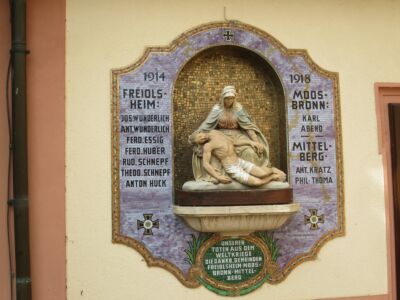 1914
FREIOLS-
HEIM:
JOS. WUNDERLICH
ANT. WUNDERLICH
FERD. ESSIG
FERD. HUBER
RUD. SCHNEPF
THEOD. SCHNEPF
ANTON HUCK
1918
MOOS-
BRONN:
KARL
ABEND
MITTEL-
BERG:
ANT. KRATZ
PHIL. THOMA
UNSEREN
TOTEN AUS DEM
WELTKRIEGE
DIE DANKB. GEMEINDEN
FREIOLSHEIM-MOOS-
BRONN-MITTEL-
BERG